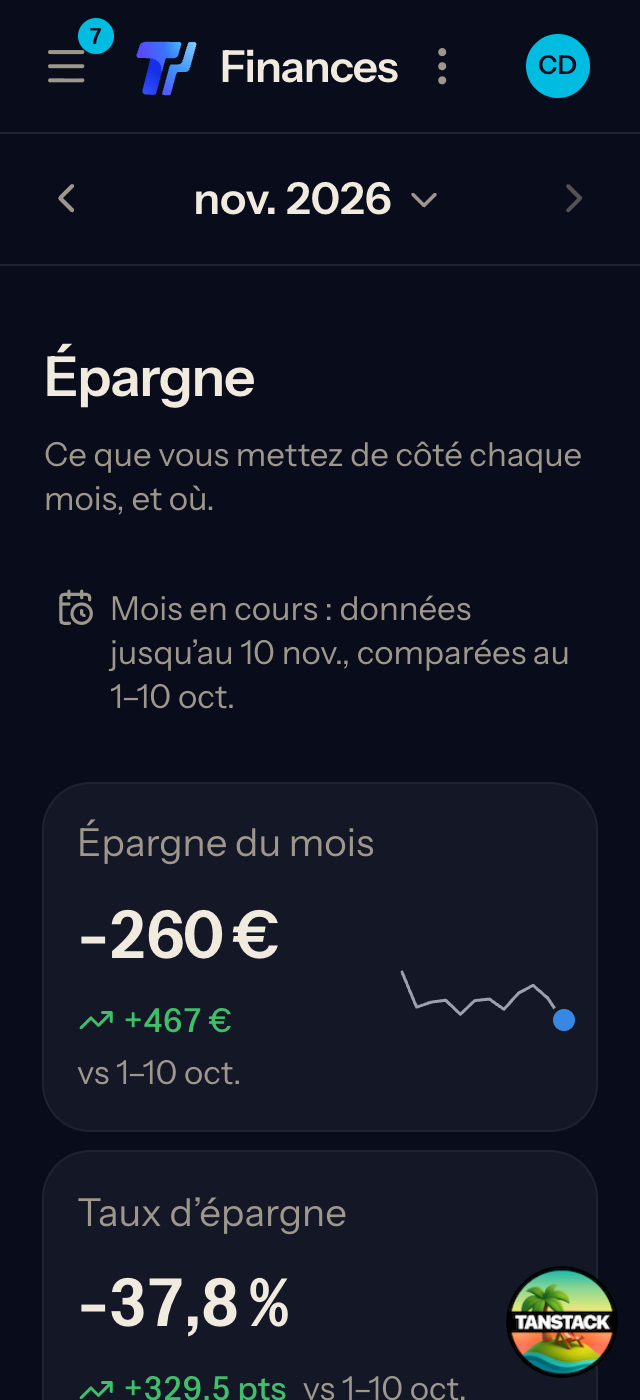 7
Finances
CD
nov. 2026
Épargne
Ce que vous mettez de côté chaque
mois, et où.
Mois en cours : données
jusqu’au 10 nov., comparées au
1–10 oct.
Épargne du mois
–260 €
+467 €
vs 1–10 oct.
Taux d’épargne
–37,8 %
TANSTACK
+329,5 pts vs 1–10 oct.